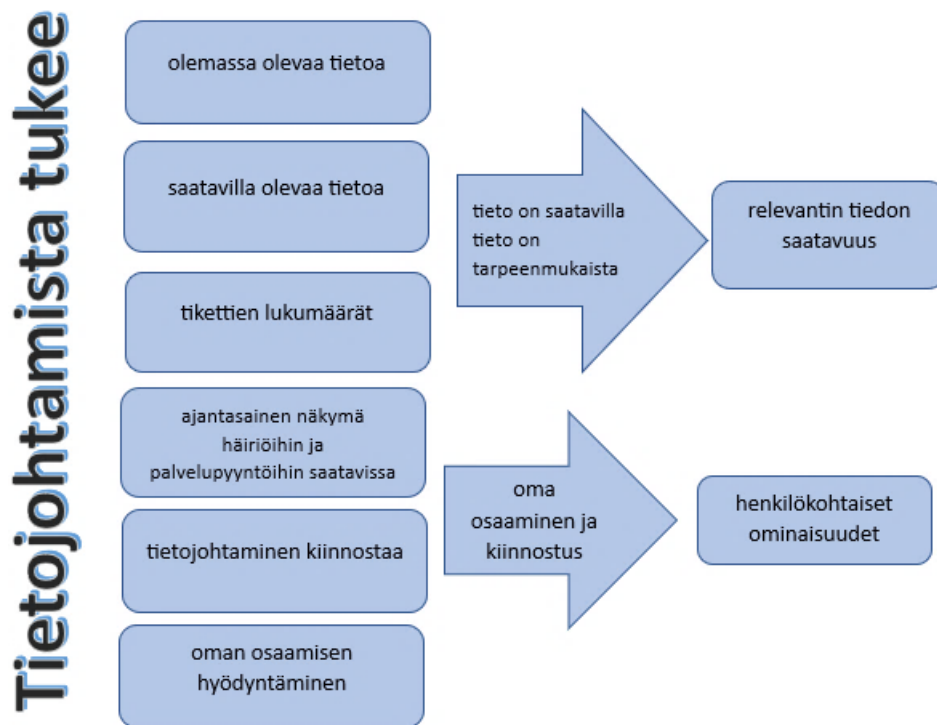 Tietojohtamista tukee
olemassa olevaa tietoa
saatavilla olevaa tietoa
tikettien lukumäärät
ajantasainen näkymä
häiriöihin ja
palvelupyyntöihin saatavissa
tietojohtaminen kiinnostaa
oman osaamisen
hyödyntäminen
tieto on saatavilla
tieto on
tarpeenmukaista
oma
osaaminen ja
kiinnostus
relevantin tiedon
saatavuus
henkilökohtaiset
ominaisuudet